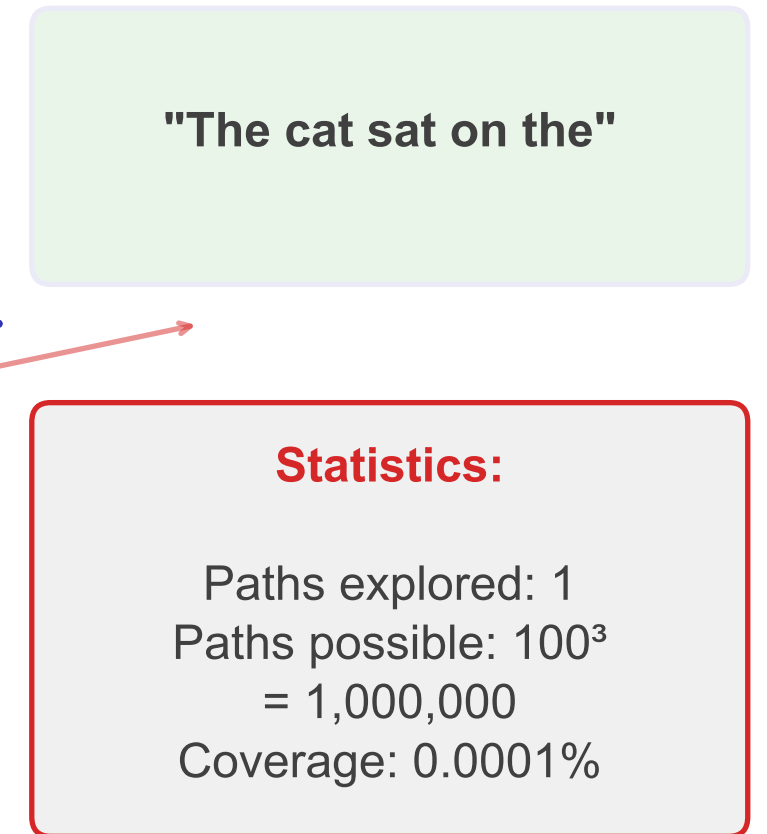 "The cat sat on the"
Statistics:
Paths explored: 1
Paths possible: 100³
= 1,000,000
Coverage: 0.0001%